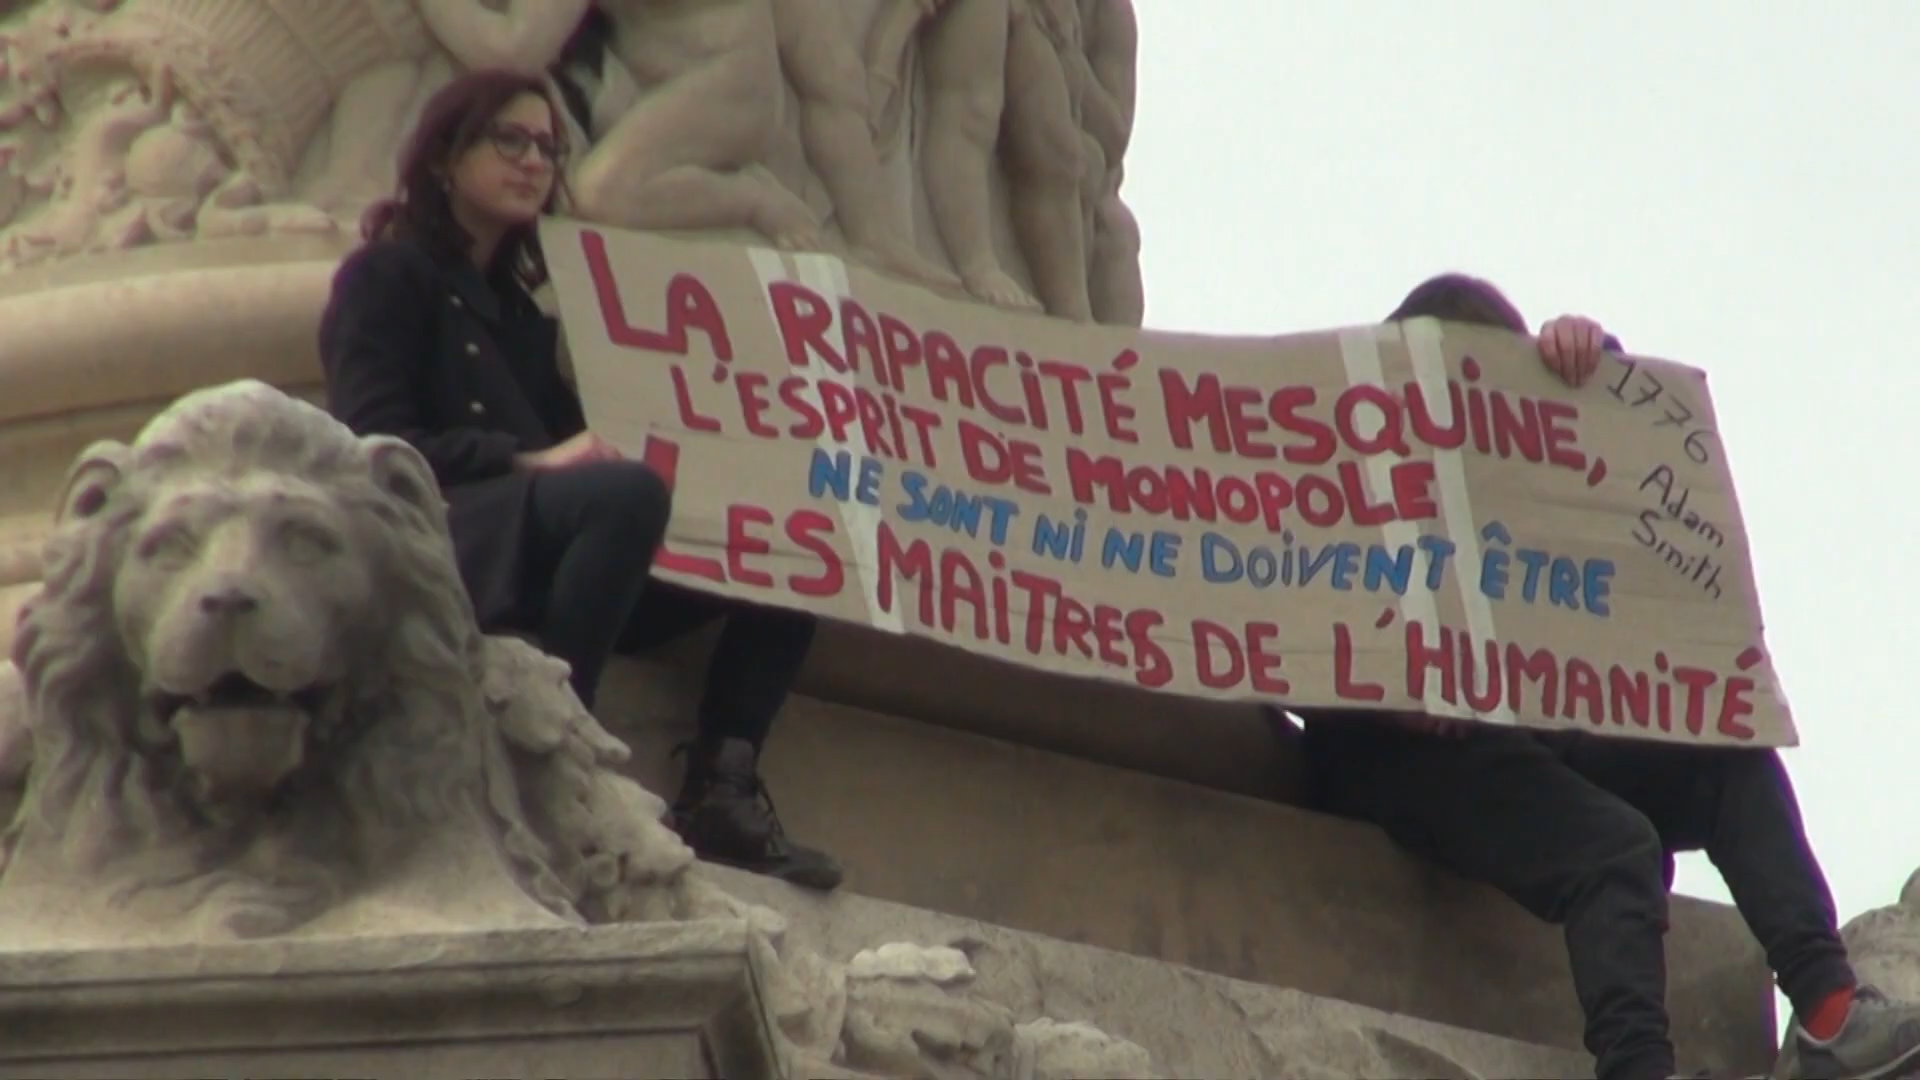 LA RAPACiTÉ MESQUiNE,
L'ESPRiT DE MONOPOLE
NE SONT Ni NE DOiVENT ÊTRE
LES MAiTRES DE L'HUMANiTÉ
1776
Adam
Smith